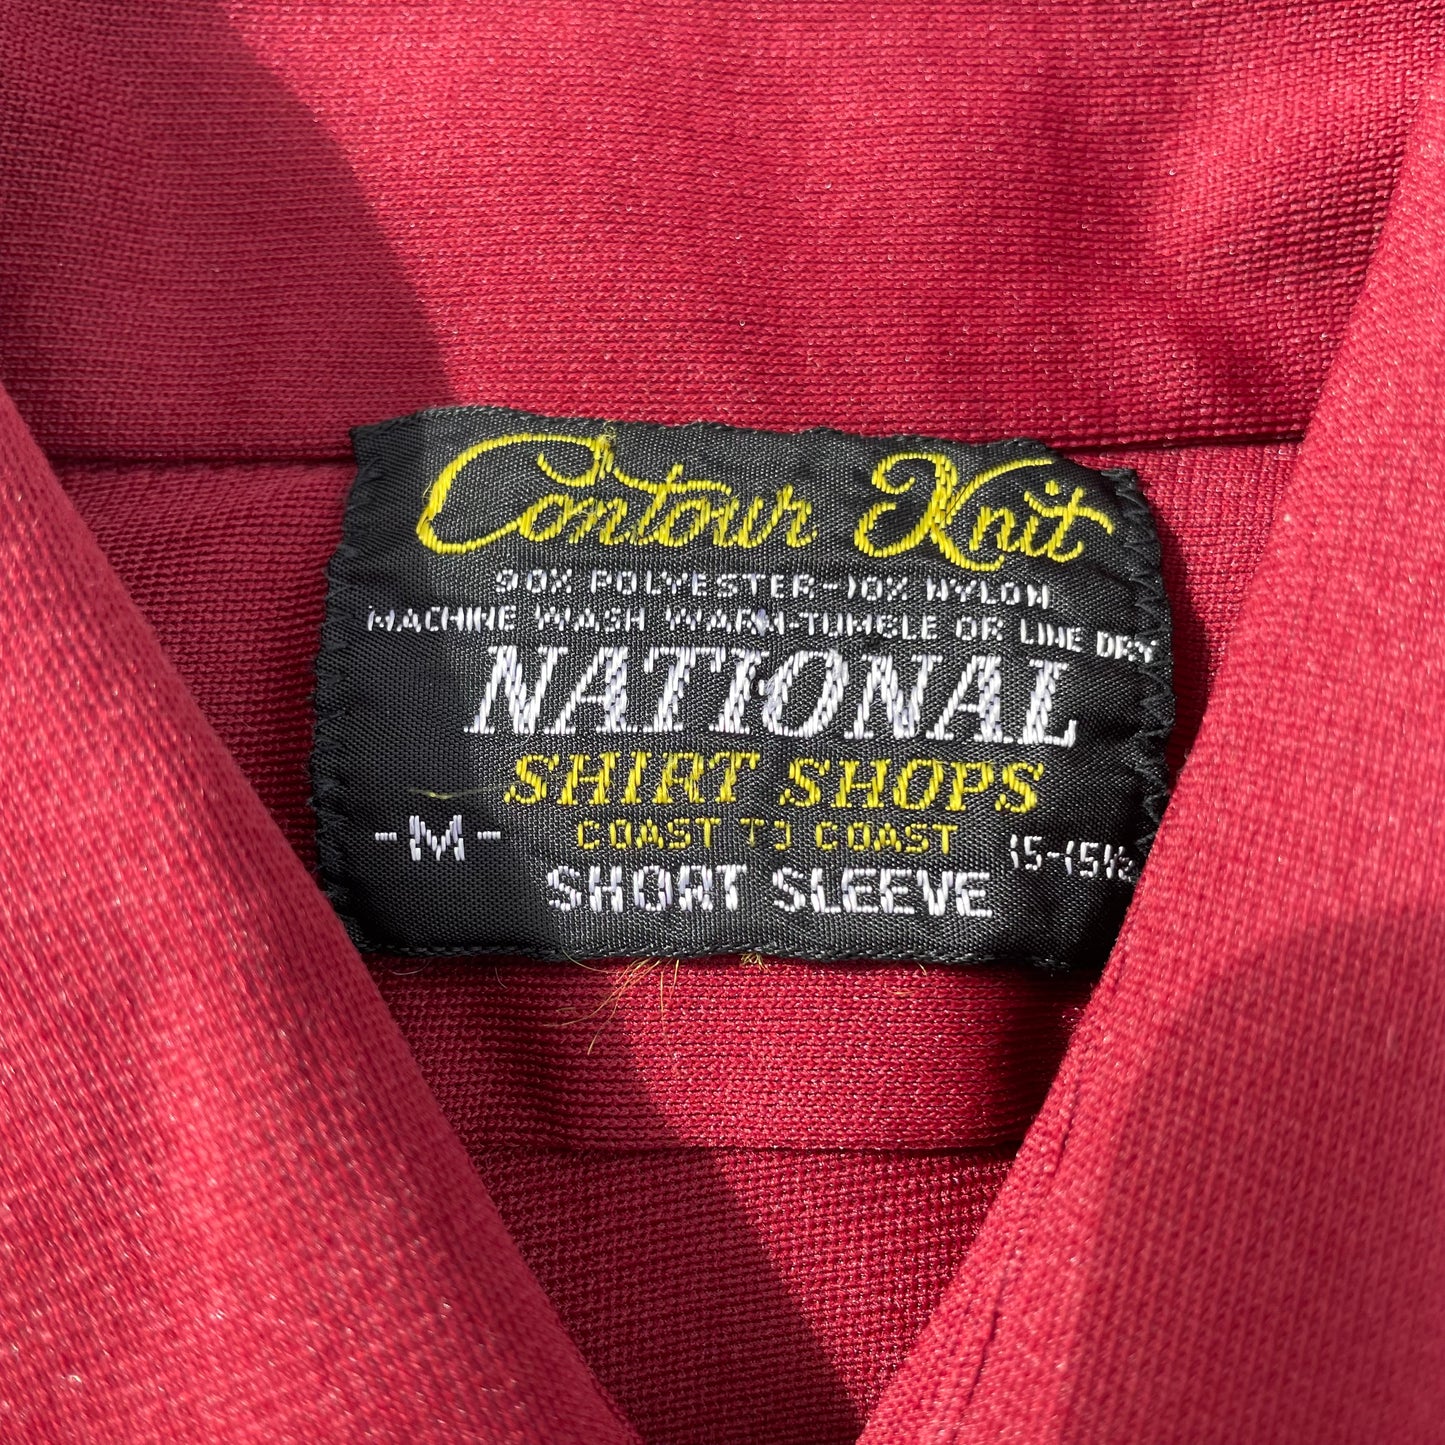 Contour Knit
90% POLYESTER-10% NYLON
MACHINE WASH WARM-TUMBLE OR LINE DRY
NATIONAL
SHIRT SHOPS
COAST TO COAST
-M- 15-15½
SHORT SLEEVE